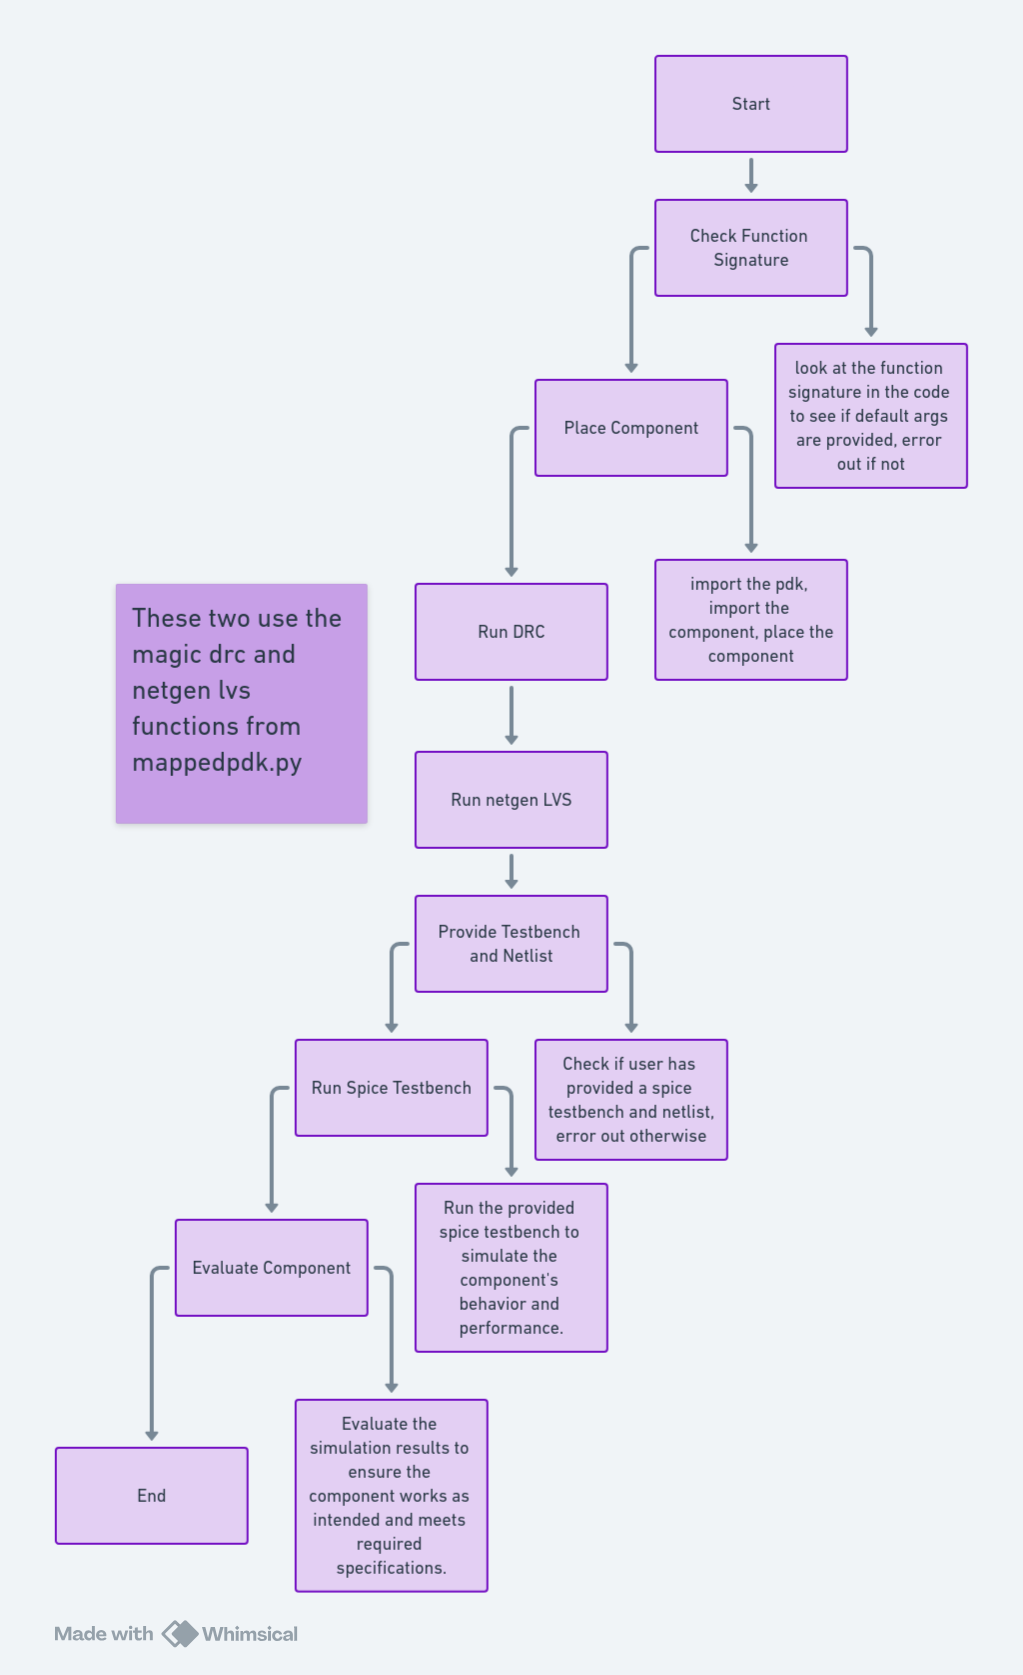 Start
Check Function
Signature
look at the function
signature in the code
to see if default args
are provided, error
out if not
Place Component
import the pdk,
import the
component, place the
component
These two use the
magic drc and
netgen lvs
functions from
mappedpdk.py
Run DRC
Run netgen LVS
Provide Testbench
and Netlist
Check if user has
provided a spice
testbench and netlist,
error out otherwise
Run Spice Testbench
Run the provided
spice testbench to
simulate the
component's
behavior and
performance.
Evaluate Component
Evaluate the
simulation results to
ensure the
component works as
intended and meets
required
specifications.
End
Made with Whimsical